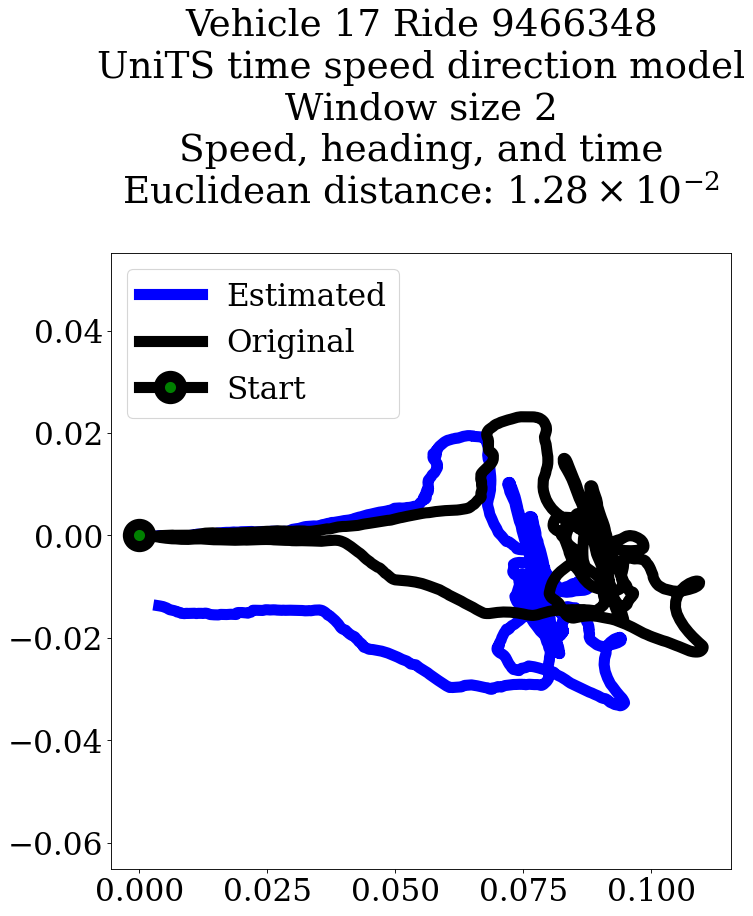 Vehicle 17 Ride 9466348
UniTS time speed direction model
Window size 2
Speed, heading, and time
Euclidean distance: 1.28 × 10⁻²
Estimated
Original
Start
0.04
0.02
0.00
−0.02
−0.04
−0.06
0.000 0.025 0.050 0.075 0.100